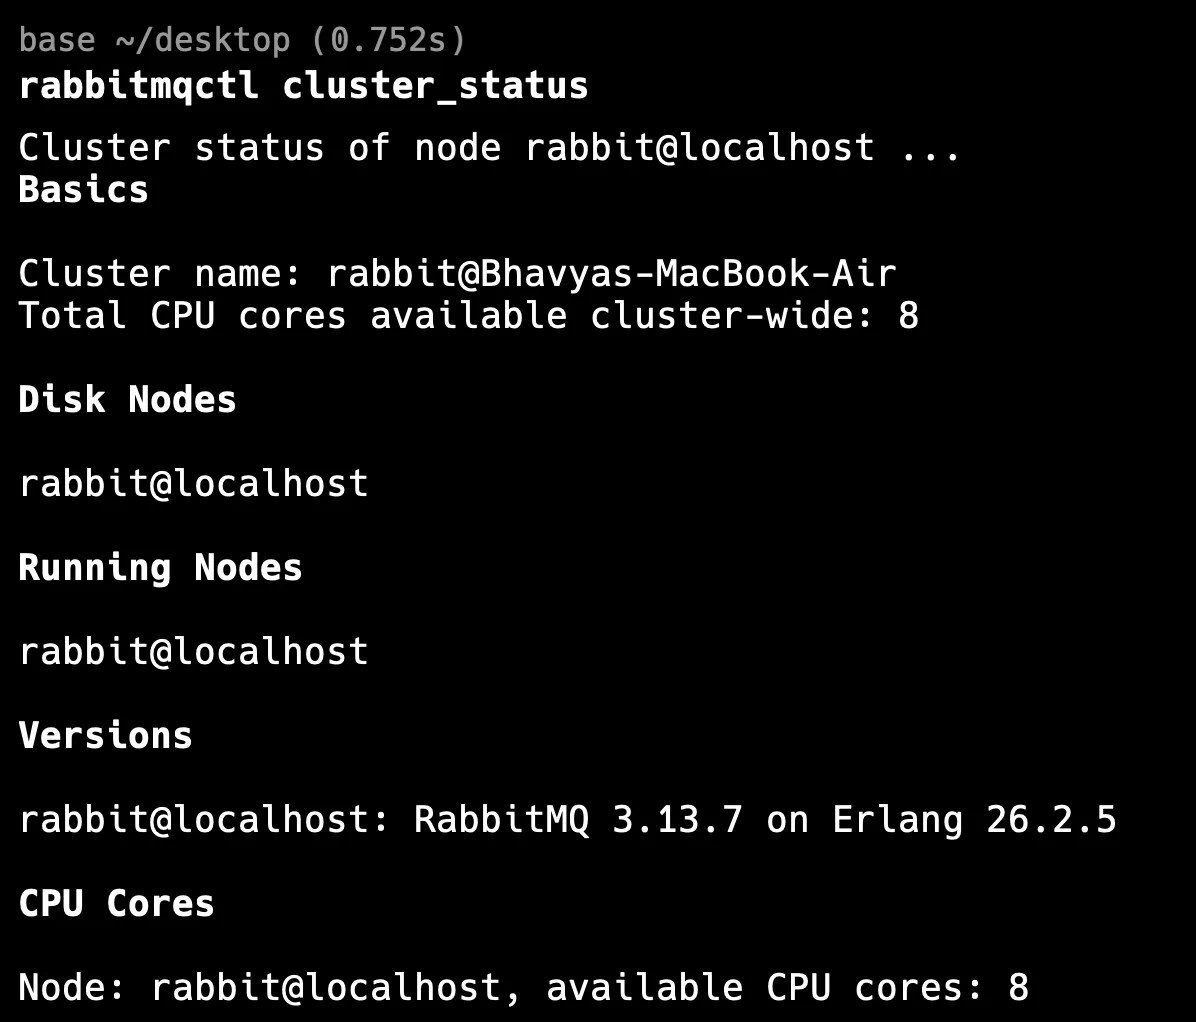 base ~/desktop (0.752s)
rabbitmqctl cluster_status
Cluster status of node rabbit@localhost ...
Basics
Cluster name: rabbit@Bhavyas-MacBook-Air
Total CPU cores available cluster-wide: 8
Disk Nodes
rabbit@localhost
Running Nodes
rabbit@localhost
Versions
rabbit@localhost: RabbitMQ 3.13.7 on Erlang 26.2.5
CPU Cores
Node: rabbit@localhost, available CPU cores: 8